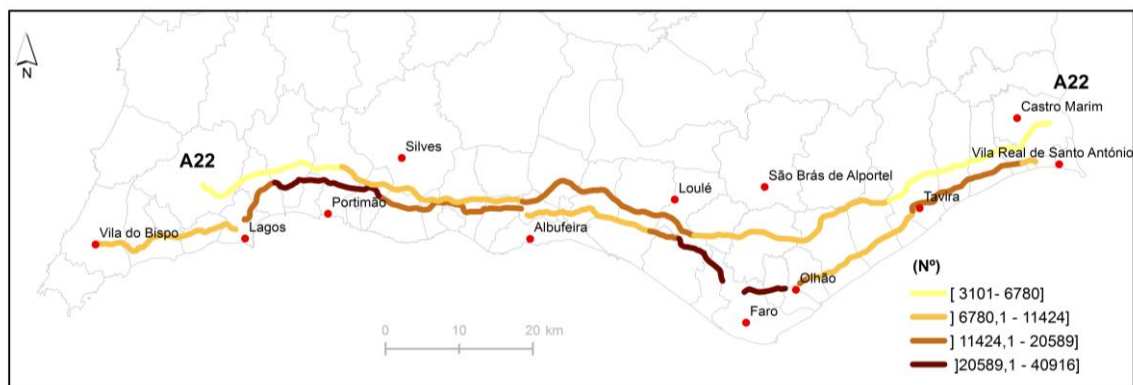 N
A22
Castro Marim
Silves
A22
Vila Real de Santo António
São Brás de Alportel
Loulé
Tavira
Portimão
Lagos
Vila do Bispo
Albufeira
(Nº)
Olhão
[ 3101- 6780]
] 6780,1 - 11424]
Faro
] 11424,1 - 20589]
0 10 20 km
]20589,1 - 40916]